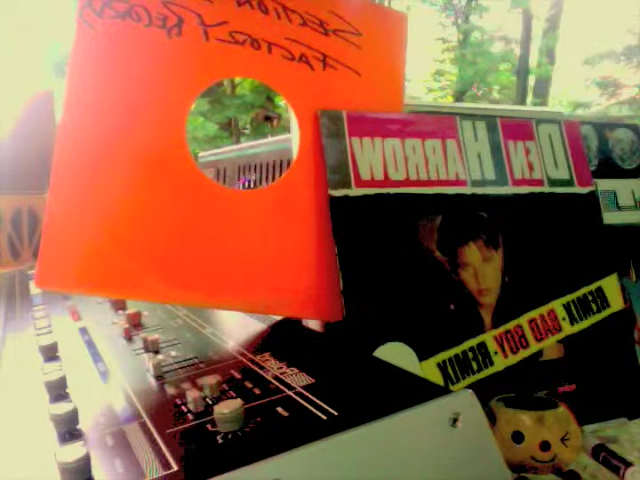 SECTION
FACTORY RECORDS
DEN HARROW
REMIX · BAD BOY · REMIX